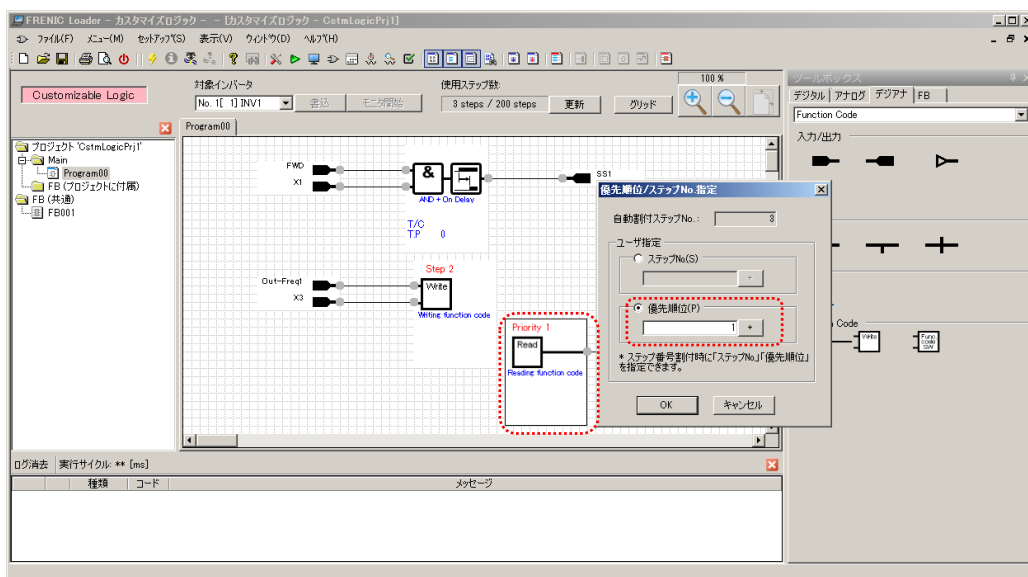 FRENIC Loader - カスタマイズロジック - - [カスタマイズロジック - CstmLogicPrj1]
ファイル(F) メニュー(M) セットアップ(S) 表示(V) ウィンドウ(D) ヘルプ(H)
Customizable Logic
対象インバータ
No. 1[ 1] INV1
書込
モニタ開始
使用ステップ数:
3 steps / 200 steps
更新
グリッド
100 %
プロジェクト 'CstmLogicPrj1'
Main
Program00
FB (プロジェクトに付属)
FB (共通)
FB001
Program00
FWD
X1
&
AND + On Delay
SS1
T/C
T.P 0
Step 2
Out-Freq1
X3
Write
Writing function code
Priority 1
Read
Reading function code
優先順位/ステップNo.指定
自動割付ステップNo.: 3
ユーザ指定
ステップNo(S)
+
優先順位(P)
1
+
* ステップ番号割付時に「ステップNo.」「優先順位」
を指定できます。
OK
キャンセル
ツールボックス
デジタル
アナログ
デジアナ
FB
Function Code
入力/出力
Code
Write
Func
code
SW
ログ消去
実行サイクル: ** [ms]
種類
コード
メッセージ